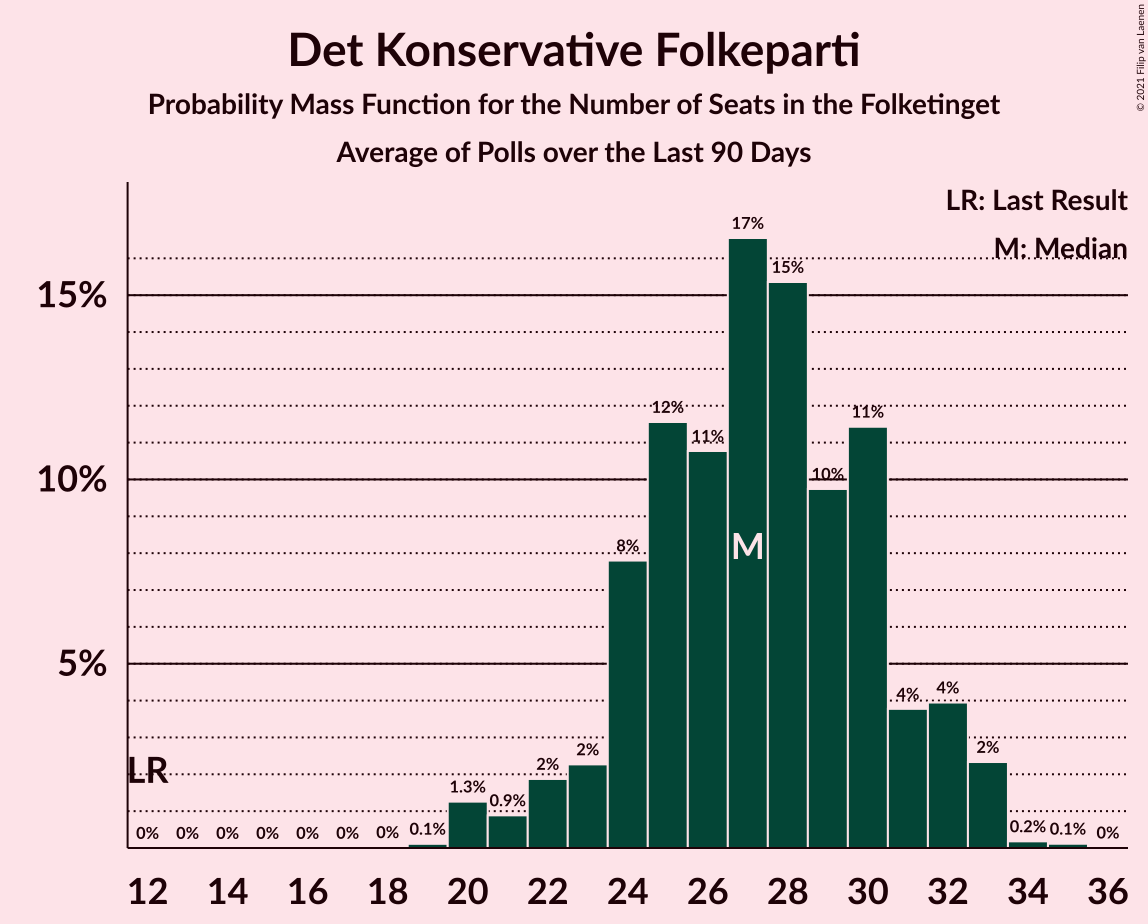 Det Konservative Folkeparti
Probability Mass Function for the Number of Seats in the Folketinget
Average of Polls over the Last 90 Days
© 2021 Filip van Laenen
LR: Last Result
M: Median
15%
10%
5%
17%
15%
12%
11%
11%
10%
8%
M
4%
4%
2%
2%
2%
LR
1.3%
0.9%
0% 0% 0% 0% 0% 0% 0% 0.1% 0.2% 0.1% 0%
12 14 16 18 20 22 24 26 28 30 32 34 36